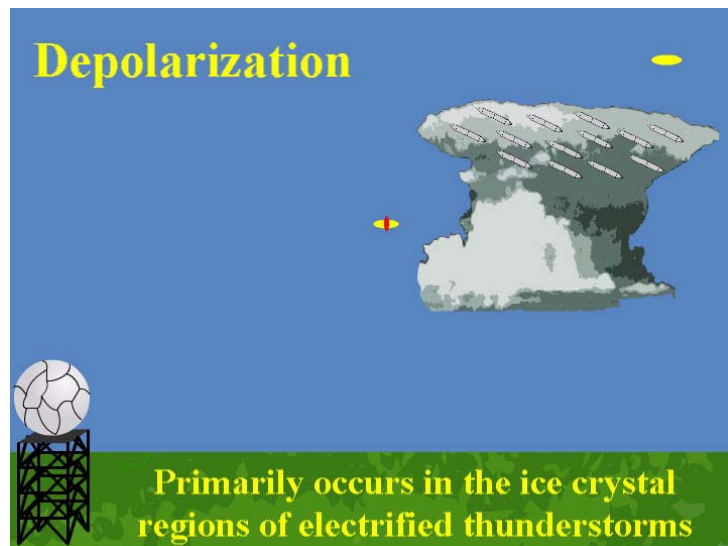 Depolarization
Primarily occurs in the ice crystal
regions of electrified thunderstorms